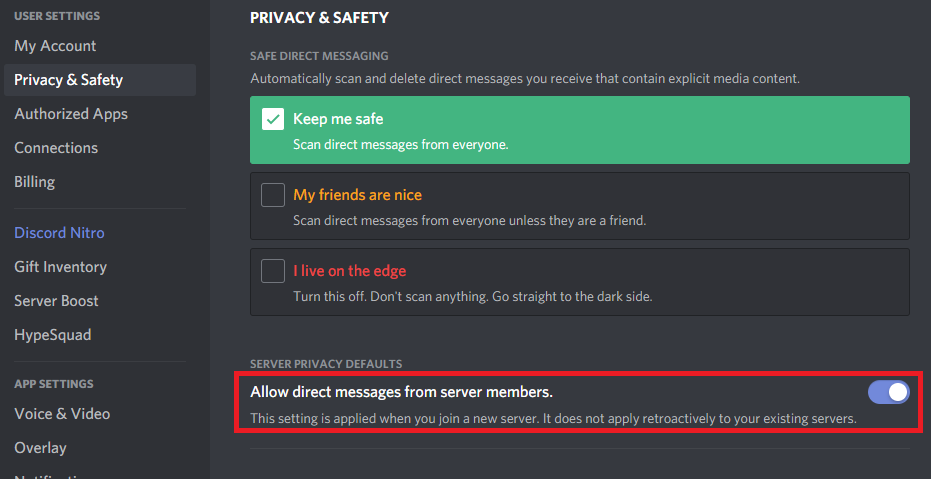 USER SETTINGS
My Account
Privacy & Safety
Authorized Apps
Connections
Billing
Discord Nitro
Gift Inventory
Server Boost
HypeSquad
APP SETTINGS
Voice & Video
Overlay
PRIVACY & SAFETY
SAFE DIRECT MESSAGING
Automatically scan and delete direct messages you receive that contain explicit media content.
Keep me safe
Scan direct messages from everyone.
My friends are nice
Scan direct messages from everyone unless they are a friend.
I live on the edge
Turn this off. Don't scan anything. Go straight to the dark side.
SERVER PRIVACY DEFAULTS
Allow direct messages from server members.
This setting is applied when you join a new server. It does not apply retroactively to your existing servers.